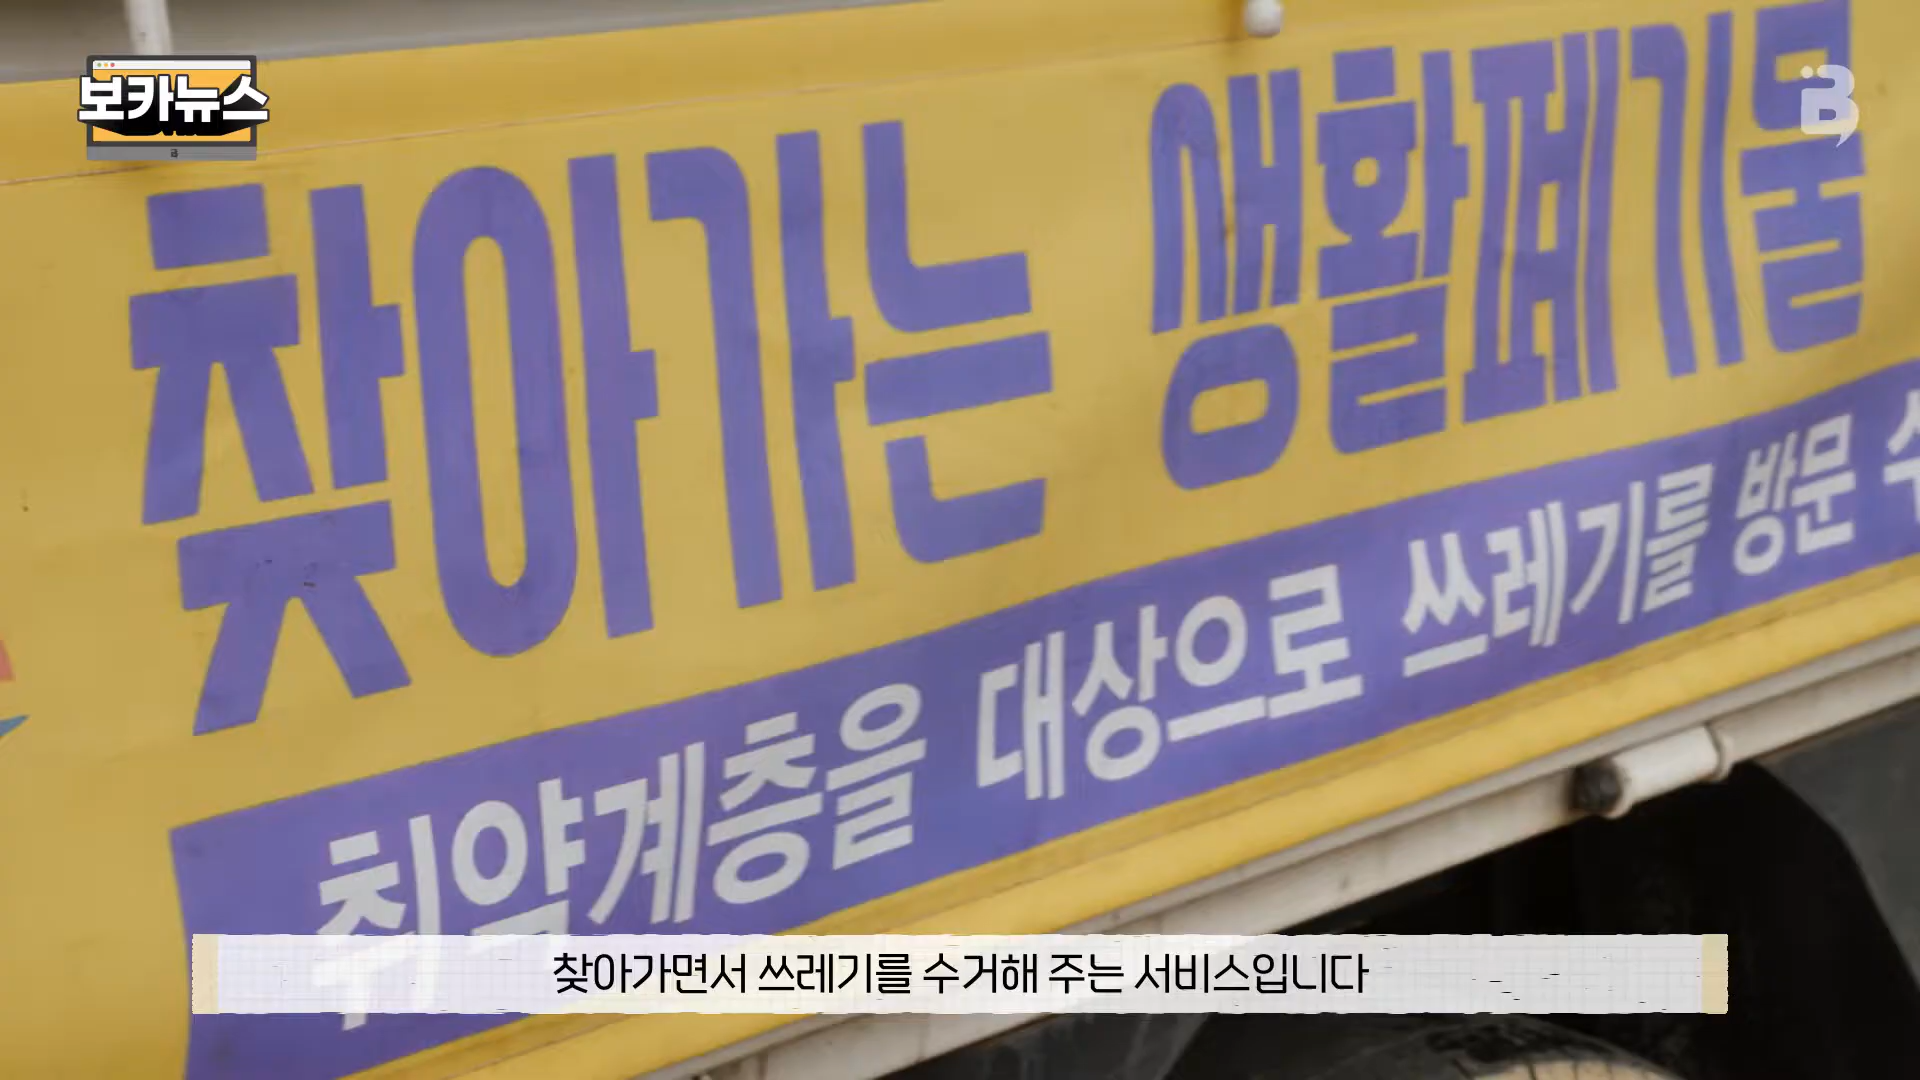 보카뉴스
찾아가는 생활폐기물
취약계층을 대상으로 쓰레기를 방문
찾아가면서 쓰레기를 수거해 주는 서비스입니다